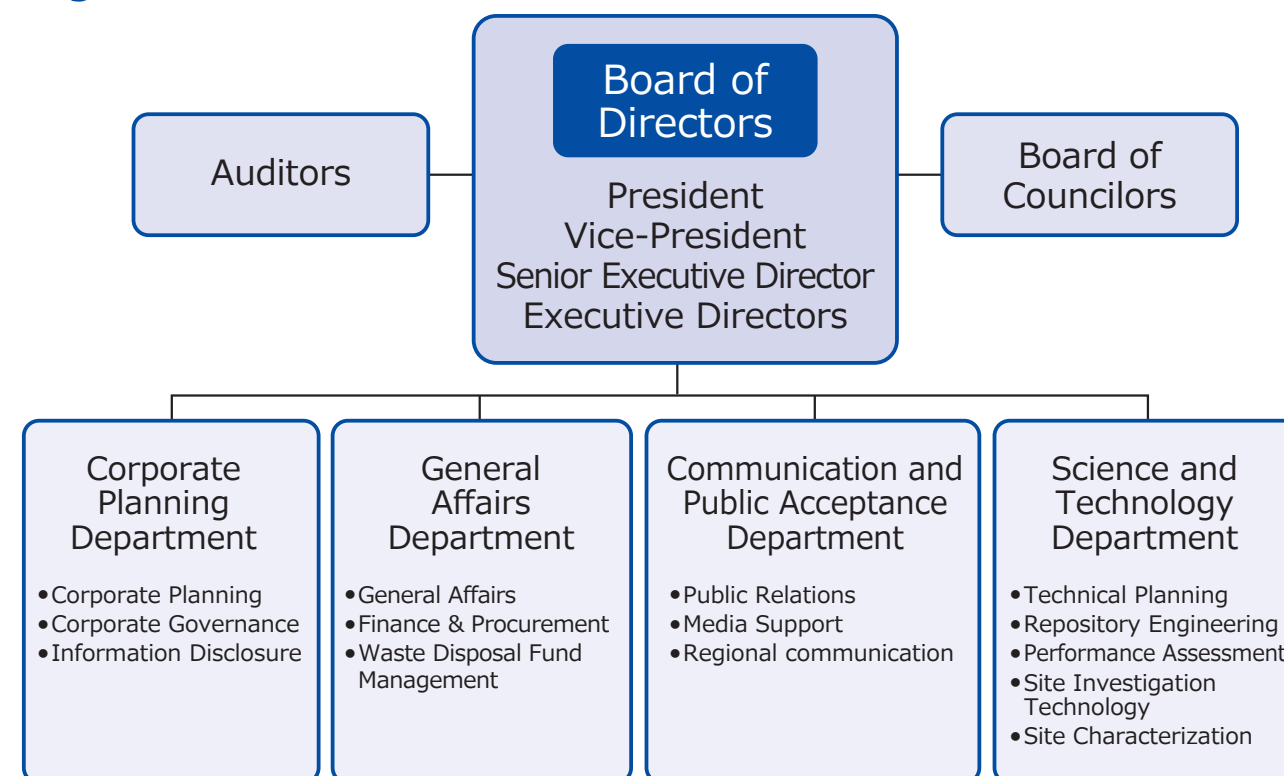 Board of
Directors
Auditors
Board of
Councilors
President
Vice-President
Senior Executive Director
Executive Directors
Corporate
Planning
Department
•Corporate Planning
•Corporate Governance
•Information Disclosure
General
Affairs
Department
•General Affairs
•Finance & Procurement
•Waste Disposal Fund
Management
Communication and
Public Acceptance
Department
•Public Relations
•Media Support
•Regional communication
Science and
Technology
Department
•Technical Planning
•Repository Engineering
•Performance Assessment
•Site Investigation
Technology
•Site Characterization